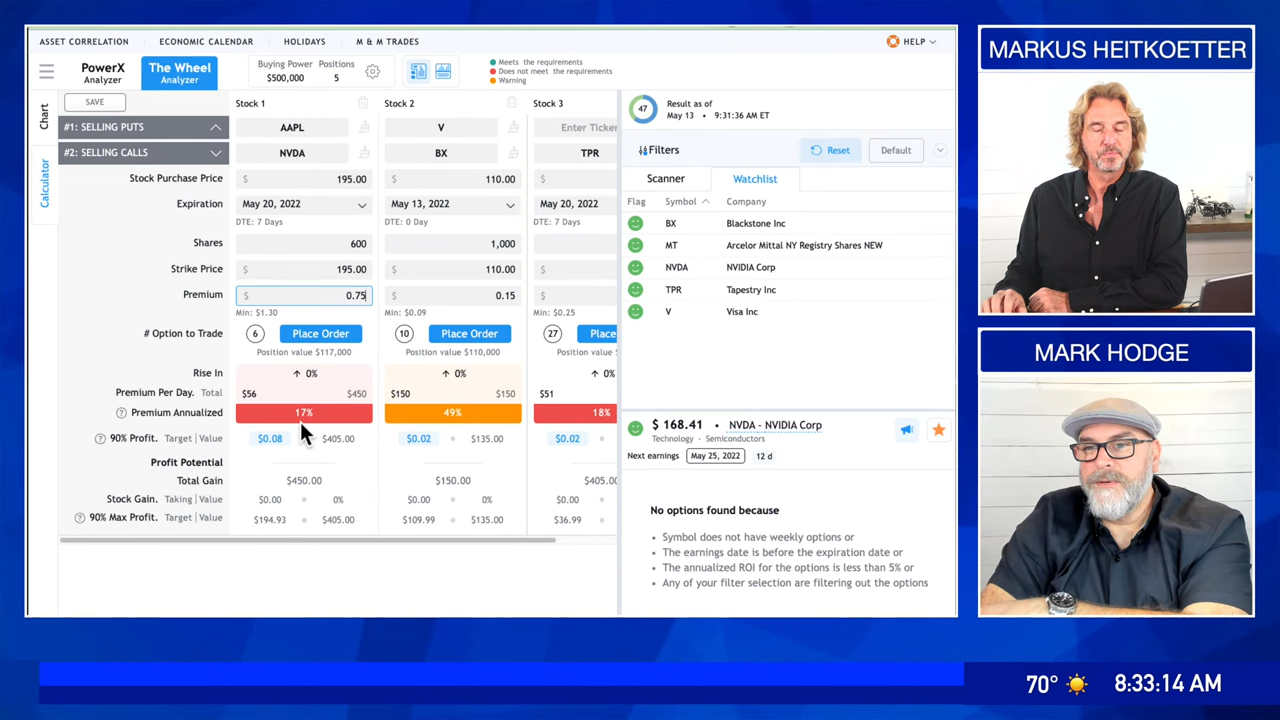 ASSET CORRELATION ECONOMIC CALENDAR HOLIDAYS M & M TRADES HELP
PowerX Analyzer
The Wheel Analyzer
Buying Power $500,000
Positions 5
Meets the requirements
Does not meet the requirements
Warning
Chart
Calculator
SAVE
Stock 1 Stock 2 Stock 3
#1: SELLING PUTS AAPL V Enter Ticker
#2: SELLING CALLS NVDA BX TPR
Stock Purchase Price $ 195.00 $ 110.00 $
Expiration May 20, 2022 May 13, 2022 May 20, 2022
DTE: 7 Days DTE: 0 Day DTE: 7 Days
Shares 600 1,000
Strike Price $ 195.00 $ 110.00 $
Premium $ 0.75 $ 0.15 $
Min: $1.30 Min: $0.09 Min: $0.25
# Option to Trade 6 Place Order 10 Place Order 27 Place
Position value $117,000 Position value $110,000 Position value $
Rise In ↑ 0% ↑ 0% ↑ 0%
Premium Per Day. Total $56 $450 $150 $150 $51
? Premium Annualized 17% 49% 18%
? 90% Profit. Target | Value $0.08 $405.00 $0.02 $135.00 $0.02
Profit Potential
Total Gain $450.00 $150.00 $405.00
Stock Gain. Taking | Value $0.00 0% $0.00 0% $0.00
? 90% Max Profit. Target | Value $194.93 $405.00 $109.99 $135.00 $36.99
47
Result as of
May 13 • 9:31:36 AM ET
Filters Reset Default
Scanner Watchlist
Flag Symbol Company
BX Blackstone Inc
MT Arcelor Mittal NY Registry Shares NEW
NVDA NVIDIA Corp
TPR Tapestry Inc
V Visa Inc
$ 168.41 • NVDA - NVIDIA Corp
Technology - Semiconductors
Next earnings May 25, 2022 12 d
No options found because
• Symbol does not have weekly options or
• The earnings date is before the expiration date or
• The annualized ROI for the options is less than 5% or
• Any of your filter selection are filtering out the options
MARKUS HEITKOETTER
MARK HODGE
70° 8:33:14 AM